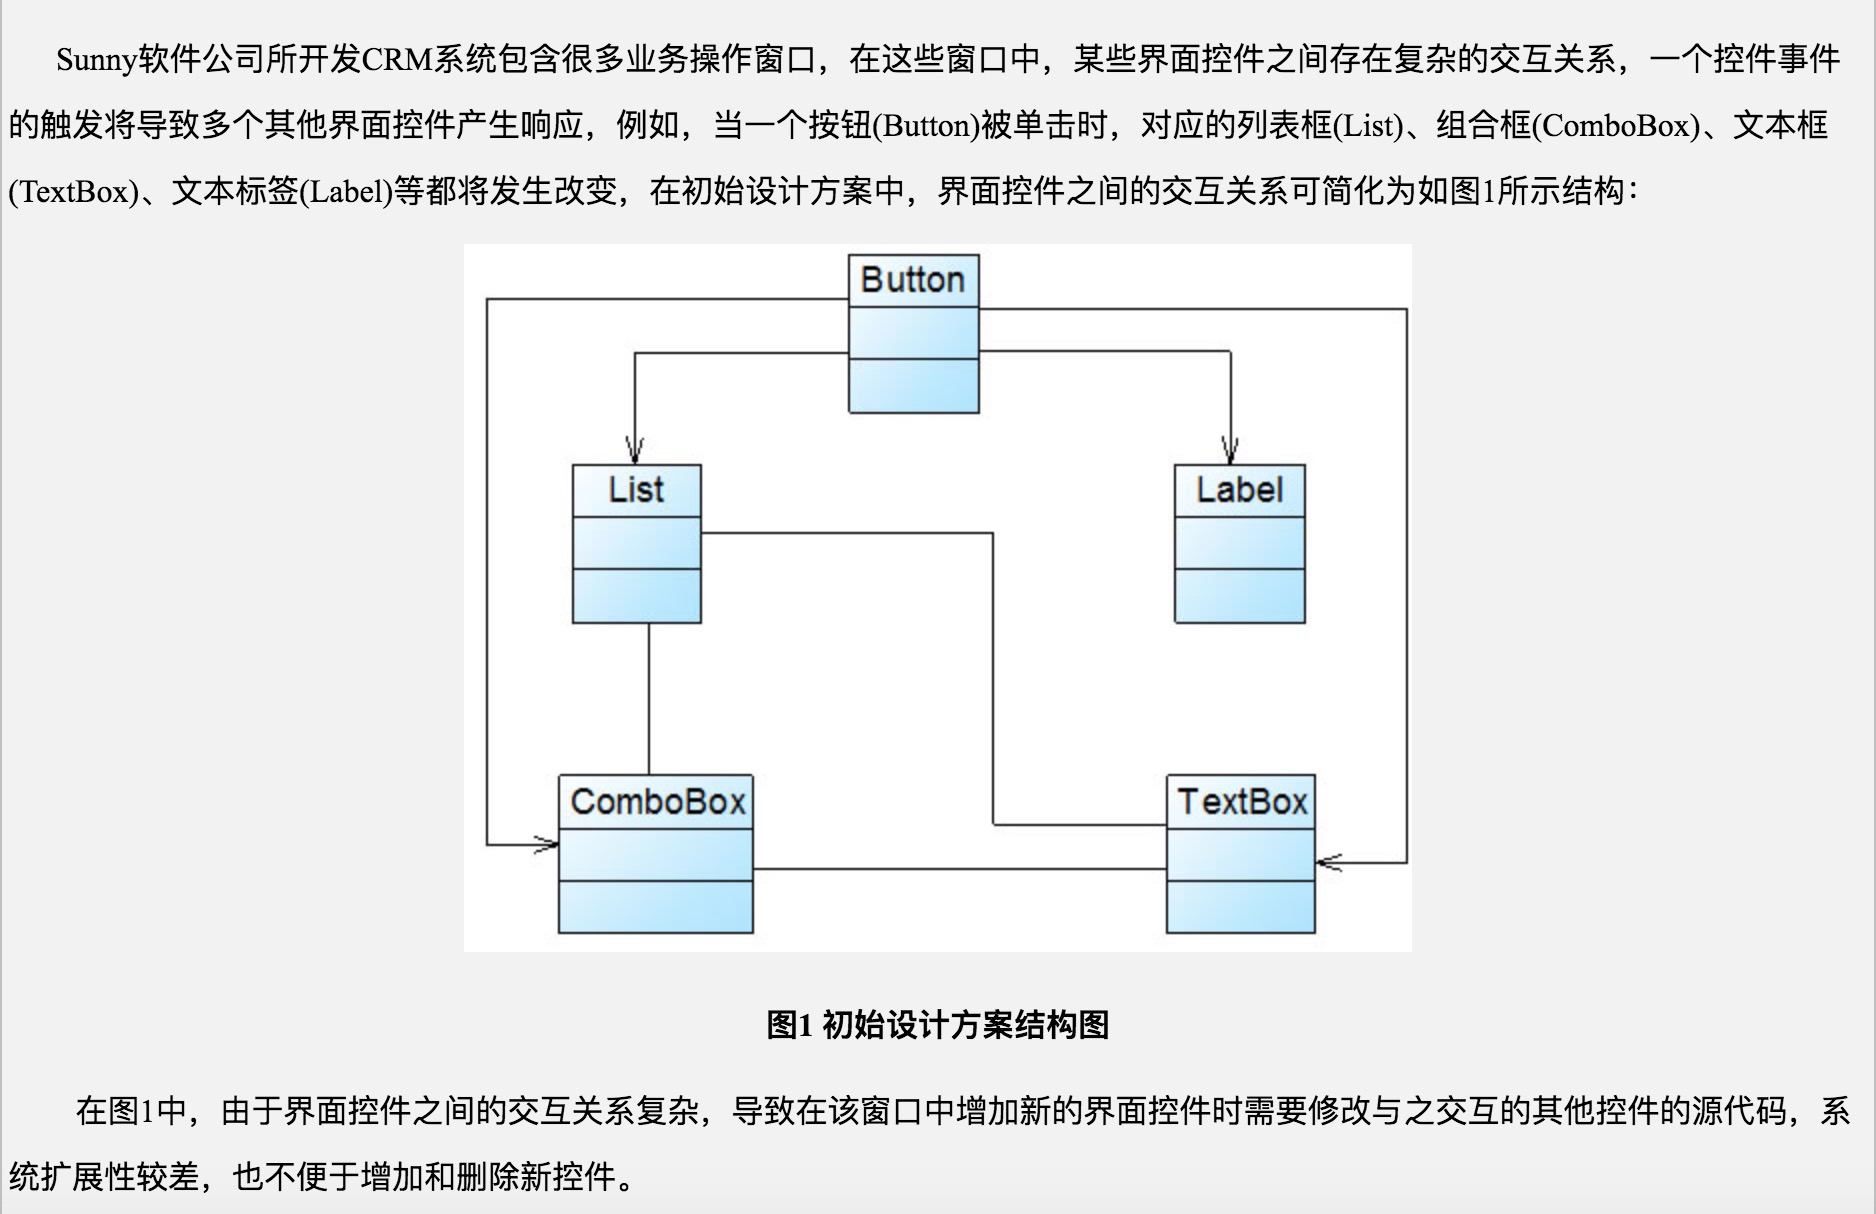 Sunny软件公司所开发CRM系统包含很多业务操作窗口，在这些窗口中，某些界面控件之间存在复杂的交互关系，一个控件事件
的触发将导致多个其他界面控件产生响应，例如，当一个按钮(Button)被单击时，对应的列表框(List)、组合框(ComboBox)、文本框
(TextBox)、文本标签(Label)等都将发生改变，在初始设计方案中，界面控件之间的交互关系可简化为如图1所示结构：
Button
List
Label
ComboBox
TextBox
图1 初始设计方案结构图
在图1中，由于界面控件之间的交互关系复杂，导致在该窗口中增加新的界面控件时需要修改与之交互的其他控件的源代码，系
统扩展性较差，也不便于增加和删除新控件。